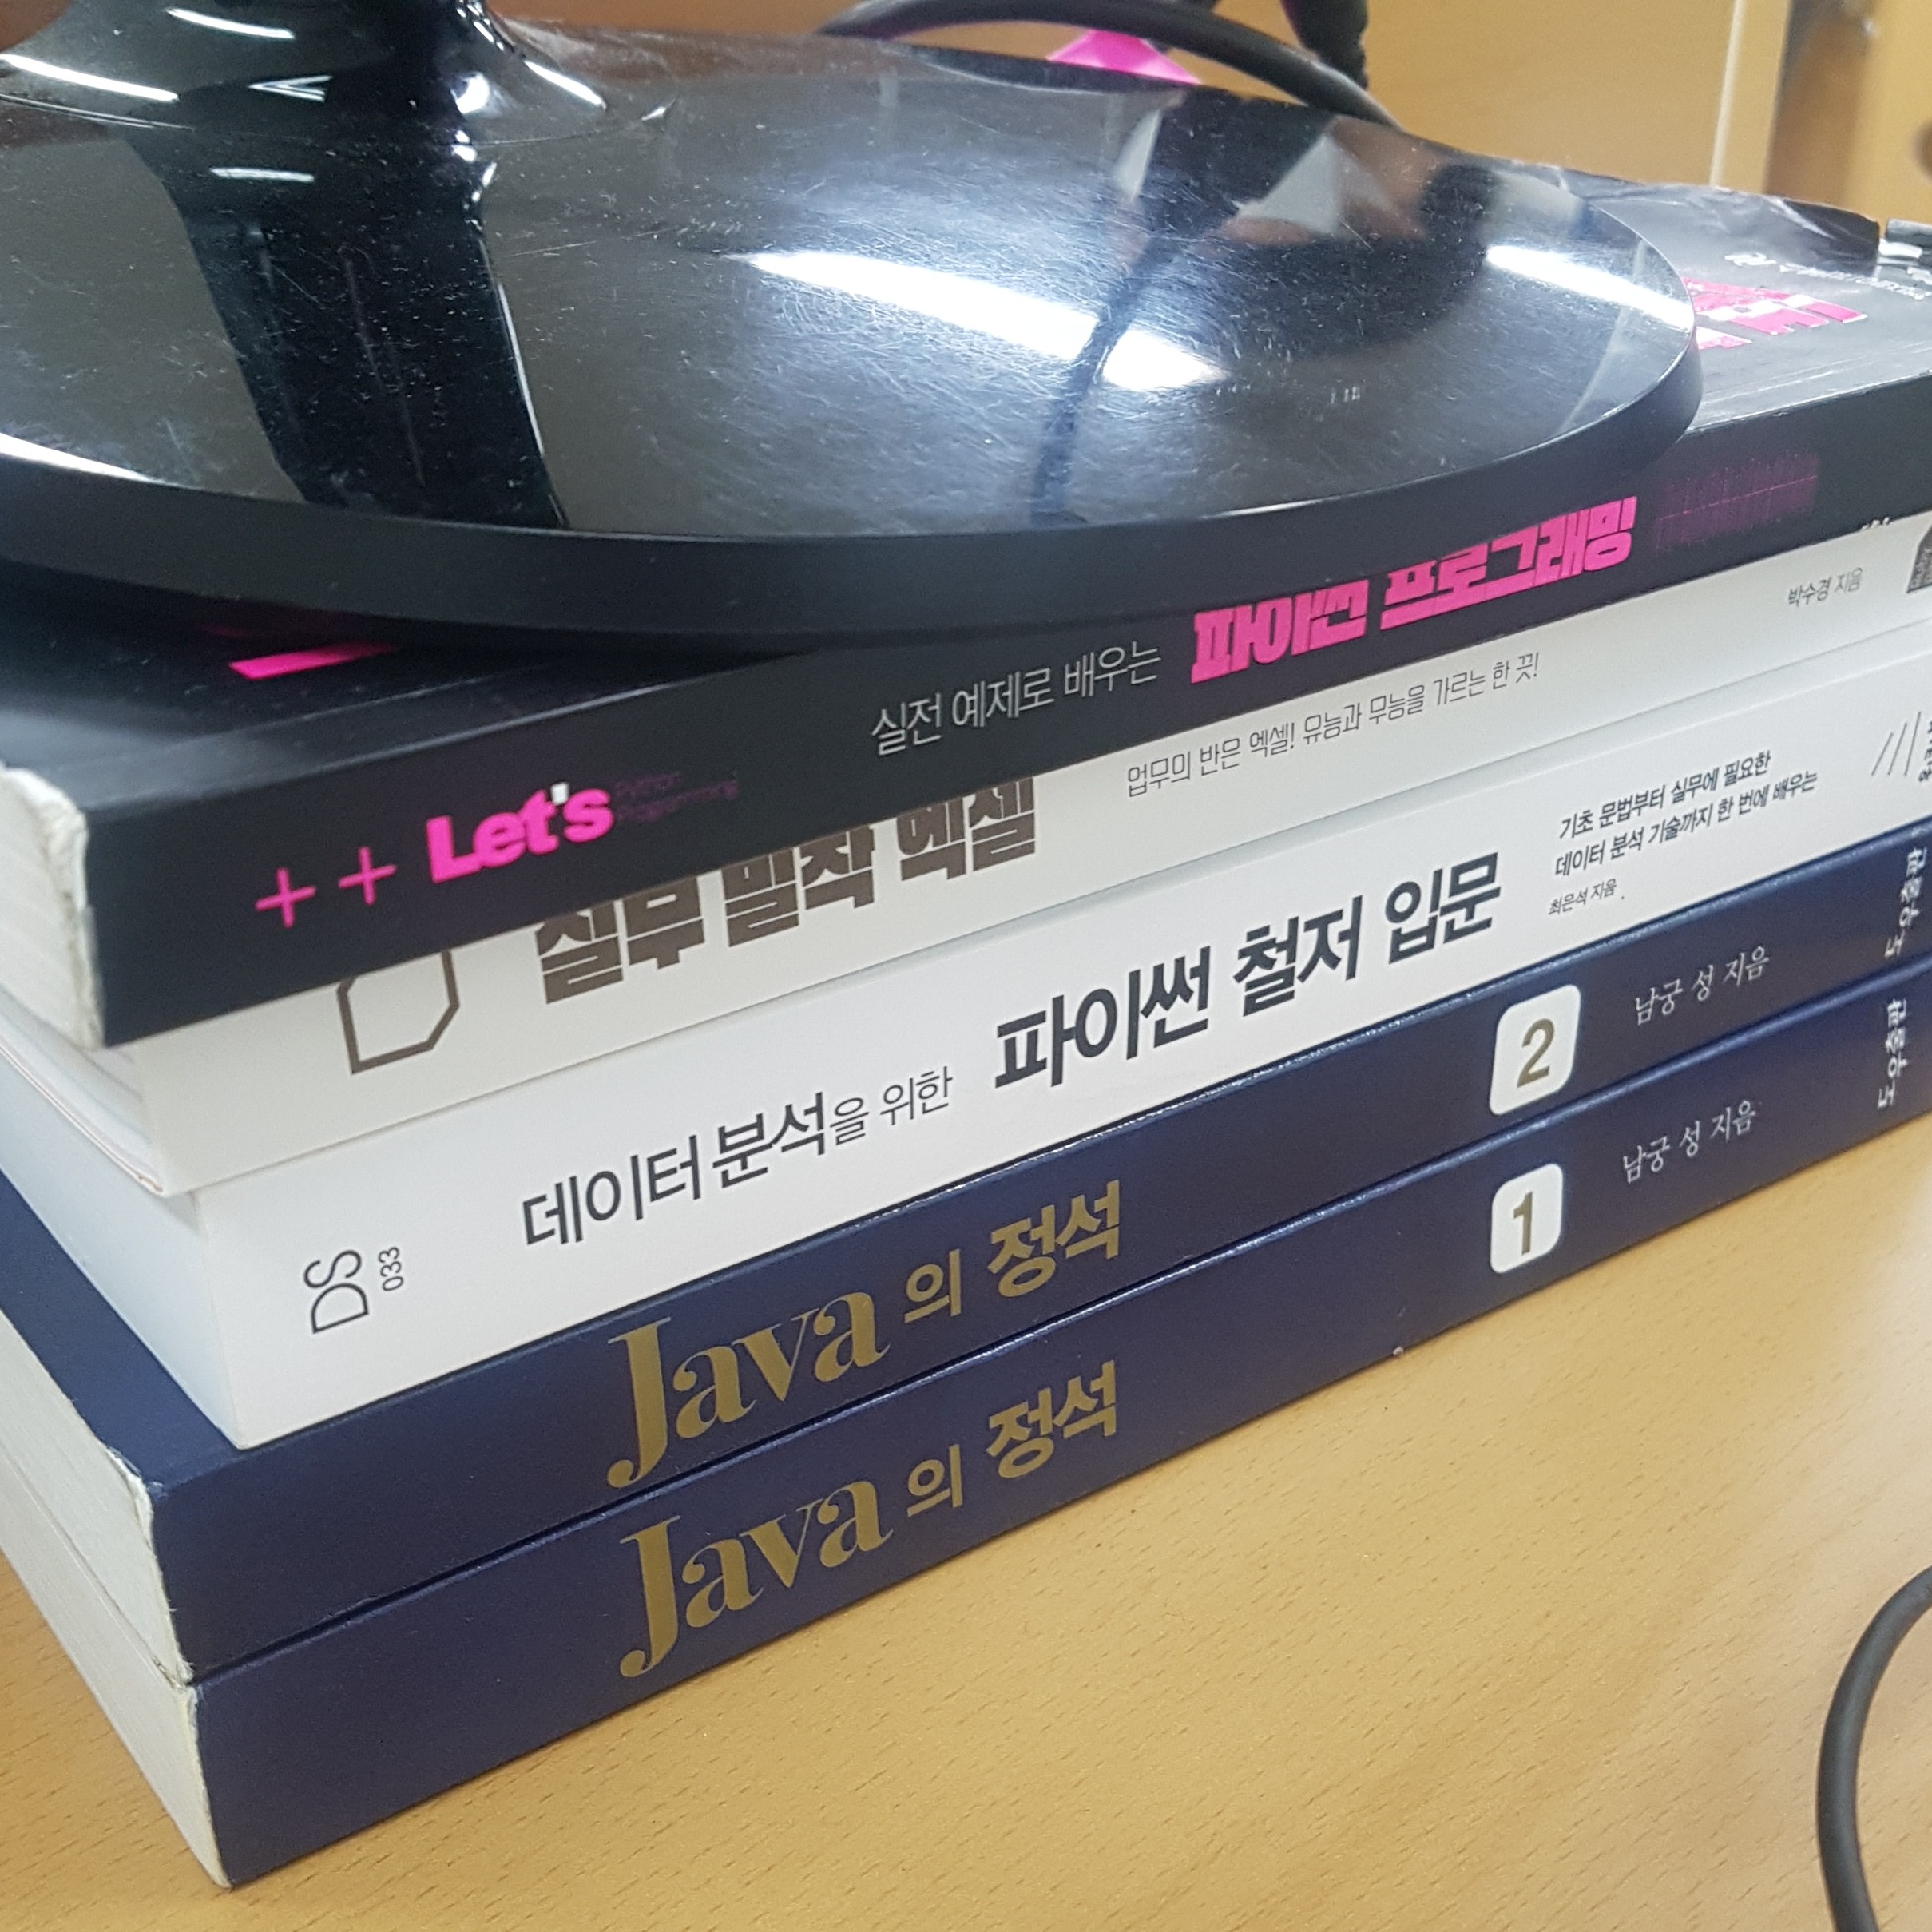 ++ Let's Python Programming 실전 예제로 배우는 파이썬 프로그래밍
실무 밀착 엑셀 업무의 반은 엑셀! 유능과 무능을 가르는 한 끗! 박수경 지음
DS 033 데이터 분석을 위한 파이썬 철저 입문
기초 문법부터 실무에 필요한
데이터 분석 기술까지 한 번에 배우는
최은석 지음
Java의 정석 2 남궁 성 지음 도우출판
Java의 정석 1 남궁 성 지음 도우출판